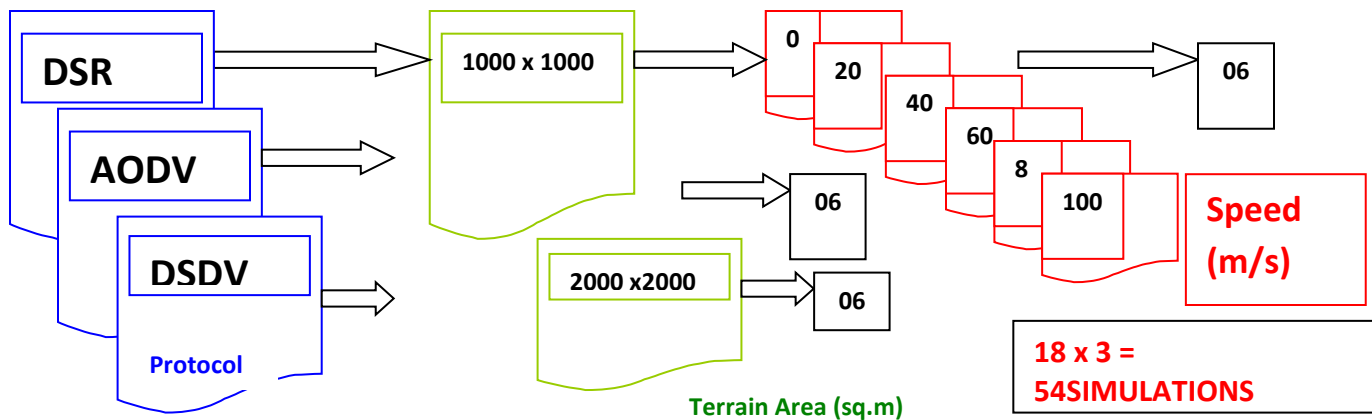 DSR
AODV
DSDV
Protocol
1000 x 1000
2000 x2000
Terrain Area (sq.m)
0
20
40
60
8
100
Speed
(m/s)
06
06
06
18 x 3 =
54SIMULATIONS